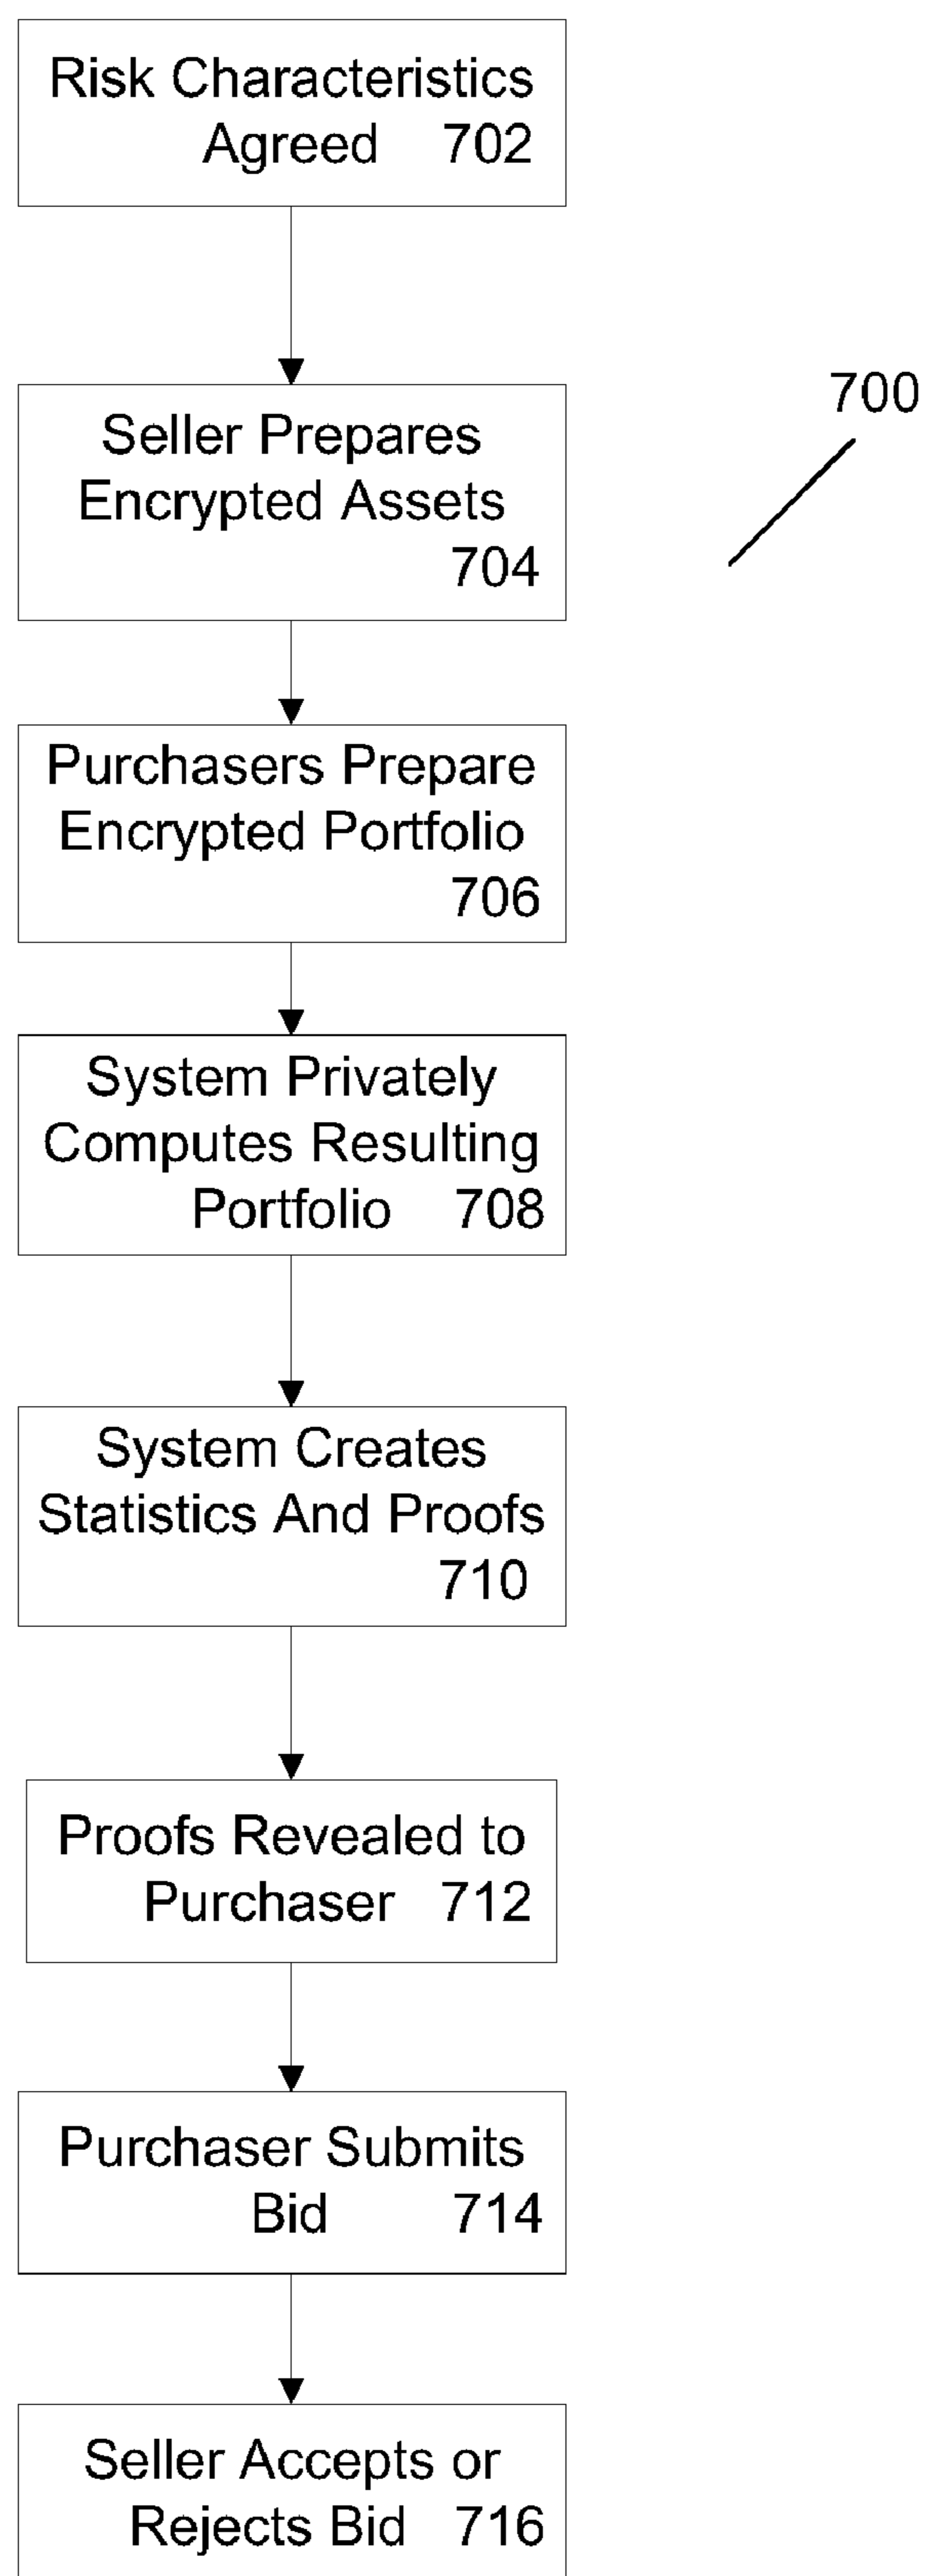 Risk Characteristics
Agreed 702
700
Seller Prepares
Encrypted Assets
704
Purchasers Prepare
Encrypted Portfolio
706
System Privately
Computes Resulting
Portfolio 708
System Creates
Statistics And Proofs
710
Proofs Revealed to
Purchaser 712
Purchaser Submits
Bid 714
Seller Accepts or
Rejects Bid 716